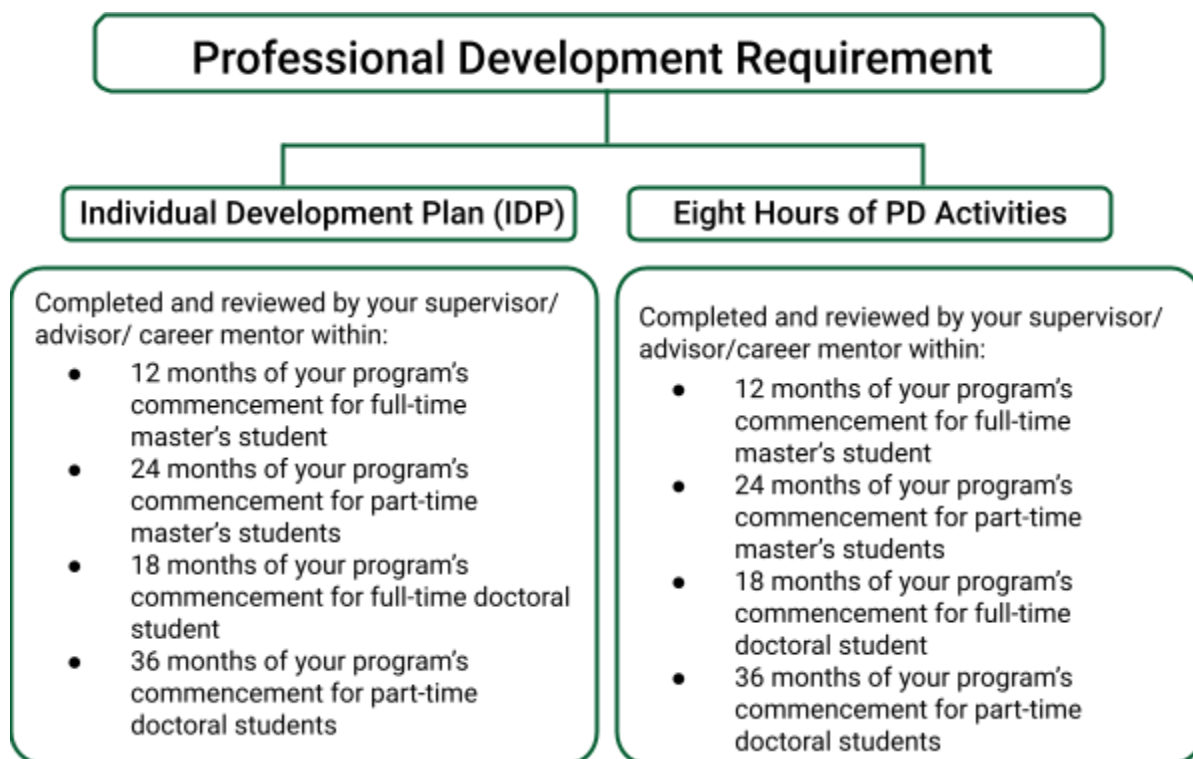 Professional Development Requirement
Individual Development Plan (IDP)
Completed and reviewed by your supervisor/
advisor/ career mentor within:
● 12 months of your program's
commencement for full-time
master's student
● 24 months of your program's
commencement for part-time
master's students
● 18 months of your program's
commencement for full-time doctoral
student
● 36 months of your program's
commencement for part-time
doctoral students
Eight Hours of PD Activities
Completed and reviewed by your supervisor/
advisor/career mentor within:
● 12 months of your program's
commencement for full-time
master's student
● 24 months of your program's
commencement for part-time
master's students
● 18 months of your program's
commencement for full-time
doctoral student
● 36 months of your program's
commencement for part-time
doctoral students